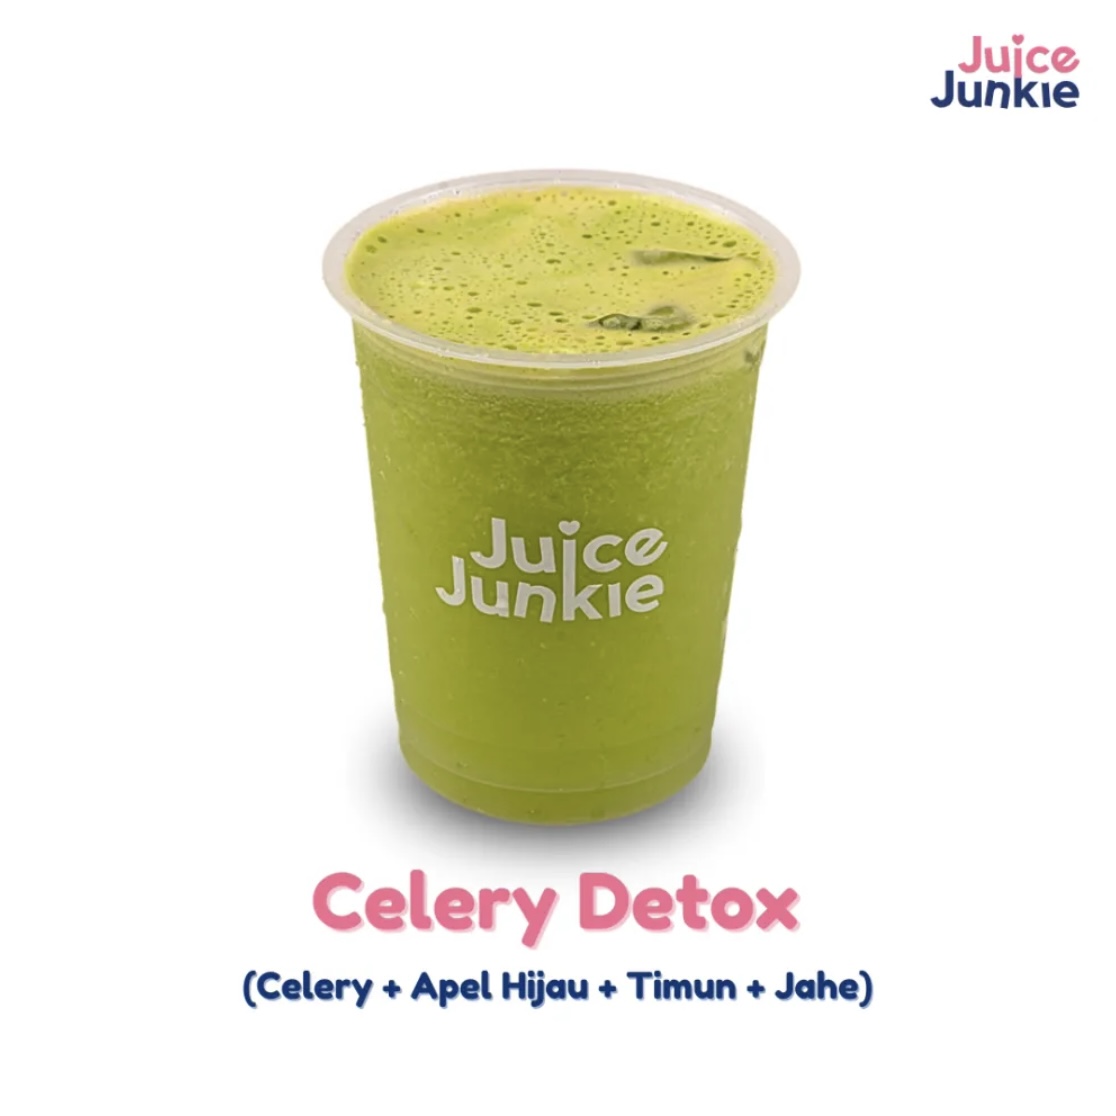 Juice
Junkie
Juice
Junkie
Celery Detox
(Celery + Apel Hijau + Timun + Jahe)